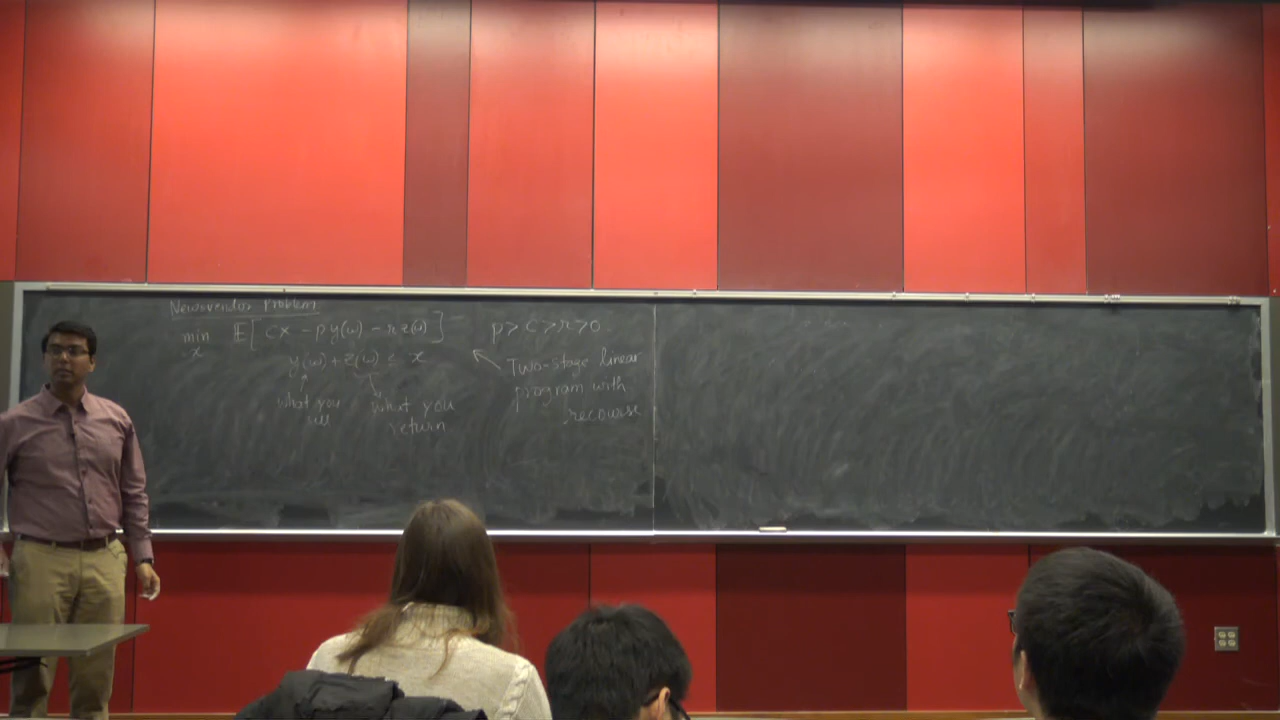 Newsvendor Problem
min 𝔼[cx - py(ω) - rz(ω)]
x
p > c > r > 0.
y(ω) + z(ω) ≤ x
what you sell
what you return
Two-stage linear
program with
recourse